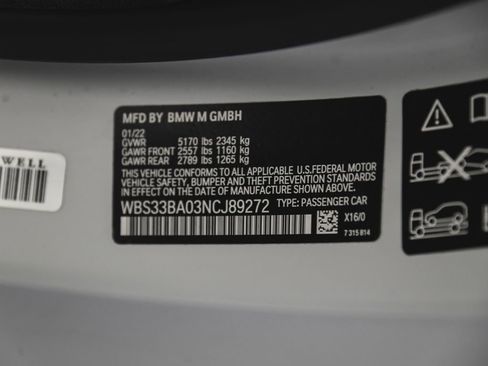 MFD BY BMW M GMBH
01/22
GVWR 5170 lbs 2345 kg
GAWR FRONT 2557 lbs 1160 kg
GAWR REAR 2789 lbs 1265 kg
THIS VEHICLE CONFORMS TO ALL APPLICABLE U.S.FEDERAL MOTOR
VEHICLE SAFETY, BUMPER, AND THEFT PREVENTION STANDARDS
IN EFFECT ON THE DATE OF MANUFACTURE SHOWN ABOVE.
WBS33BA03NCJ89272 TYPE: PASSENGER CAR
X16/0
7 315 814
WELL